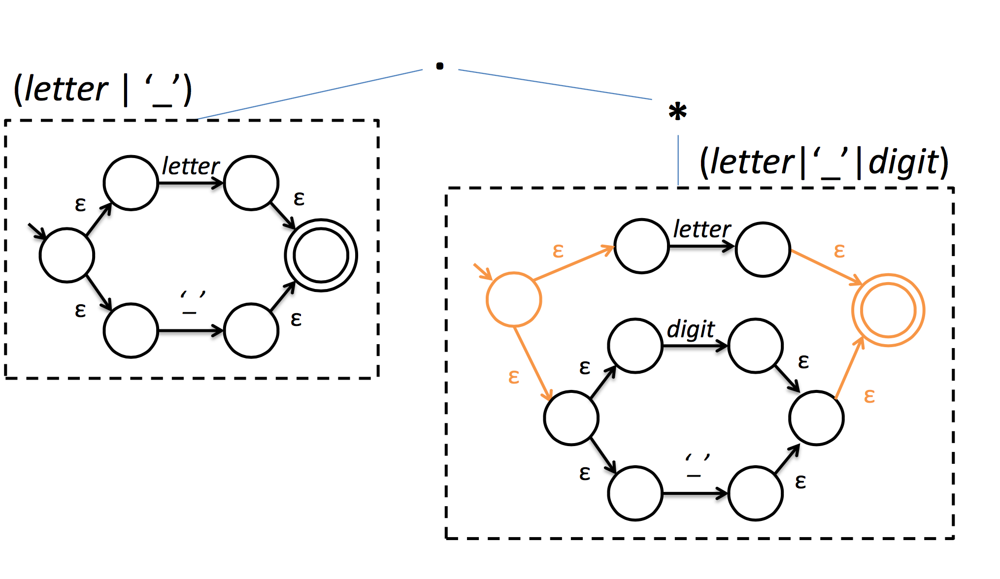 .
(letter | ‘_’)
*
(letter|‘_’|digit)
letter
ε
ε
ε
‘_’
ε
letter
ε
ε
digit
ε
ε
ε
ε
‘_’
ε
ε